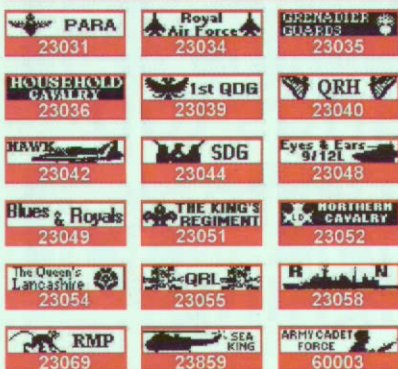 PARA
23031
Royal
Air Force
23034
GRENADIER
GUARDS
23035
HOUSEHOLD
CAVALRY
23036
1st QDG
23039
QRH
23040
HAWK
23042
SDG
23044
Eyes & Ears
9/12L
23048
Blues & Royals
23049
THE KING'S
REGIMENT
23051
NORTHERN
CAVALRY
23052
The Queen's
Lancashire
23054
QRL
23055
R N
23058
RMP
23069
SEA
KING
23859
ARMY CADET
FORCE
60003